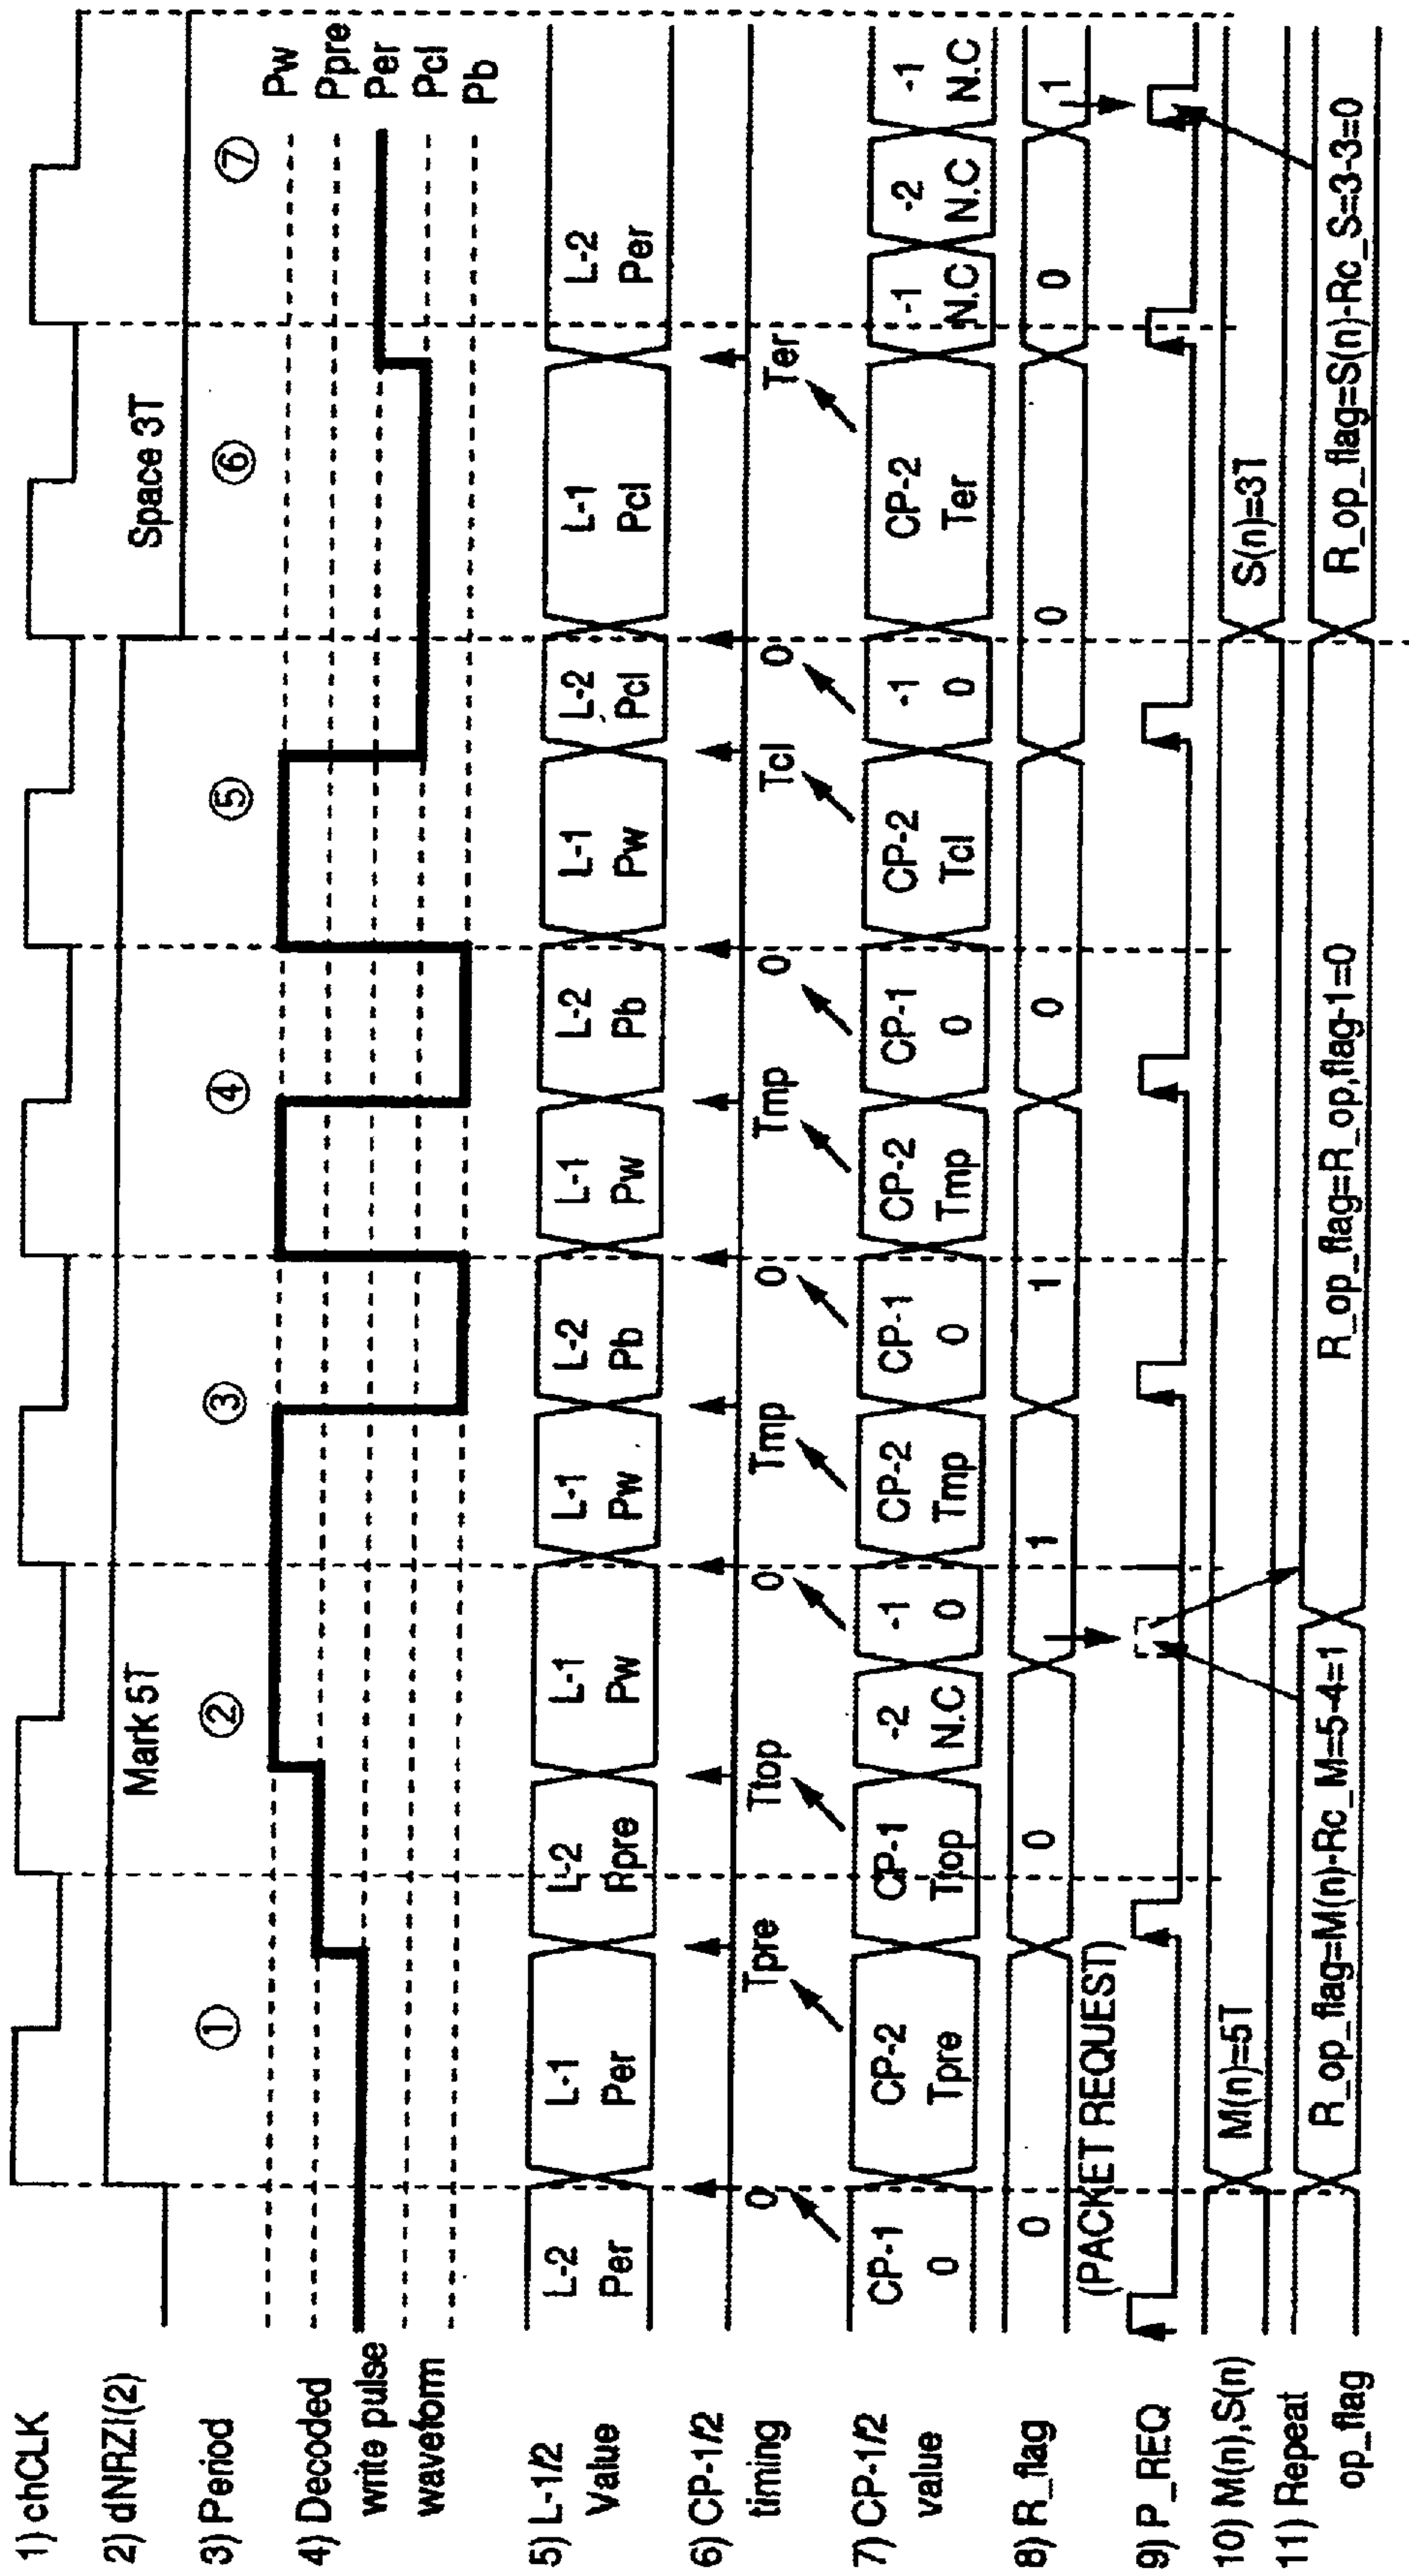 1) chCLK
2) dNRZI(2)
Mark 5T
Space 3T
3) Period
① ② ③ ④ ⑤ ⑥ ⑦
4) Decoded
write pulse
waveform
Pw
Ppre
Per
Pcl
Pb
5) L-1/2
Value
L-2 L-1 L-2 L-1 L-1 L-2 L-1 L-2 L-1 L-2 L-1 L-2
Per Per Rpre Pw Pw Pb Pw Pb Pw Pcl Pcl Per
6) CP-1/2
timing
0 Tpre Ttop 0 Tmp 0 Tmp 0 Tcl 0 Ter
7) CP-1/2
value
CP-1 CP-2 CP-1 -2 -1 CP-2 CP-1 CP-2 CP-1 CP-2 -1 CP-2 -1 -2 -1
0 Tpre Ttop N.C 0 Tmp 0 Tmp 0 Tcl 0 Ter N.C N.C N.C
8) R_flag
0 0 1 1 0 0 0 1
(PACKET REQUEST)
9) P_REQ
10) M(n),S(n)
M(n)=5T
S(n)=3T
11) Repeat
op_flag
R_op_flag=M(n)-Rc_M=5-4=1
R_op_flag=R_op,flag-1=0
R_op_flag=S(n)-Rc_S=3-3=0